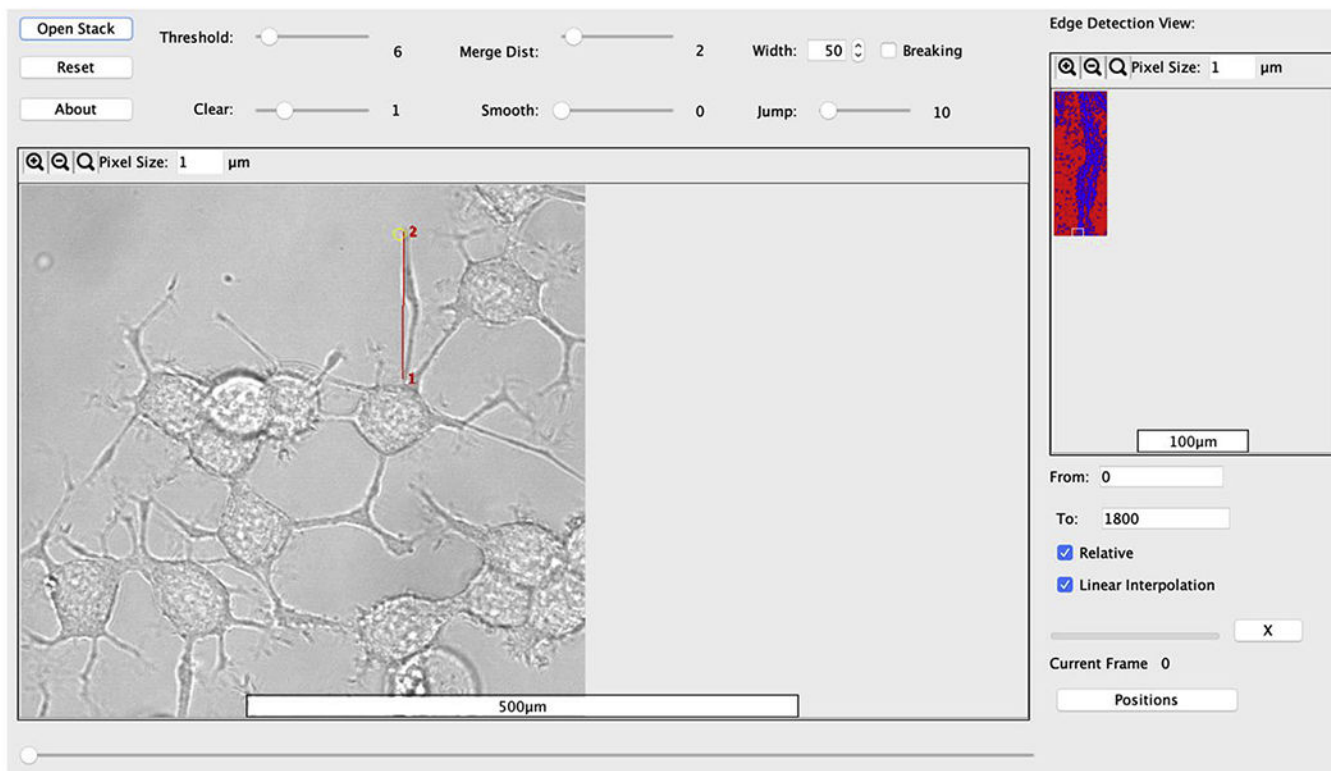 Open Stack
Threshold: 6
Merge Dist: 2
Width: 50
Breaking
Reset
About
Clear: 1
Smooth: 0
Jump: 10
Pixel Size: 1 µm
2
1
500µm
Edge Detection View:
Pixel Size: 1 µm
100µm
From: 0
To: 1800
Relative
Linear Interpolation
X
Current Frame 0
Positions